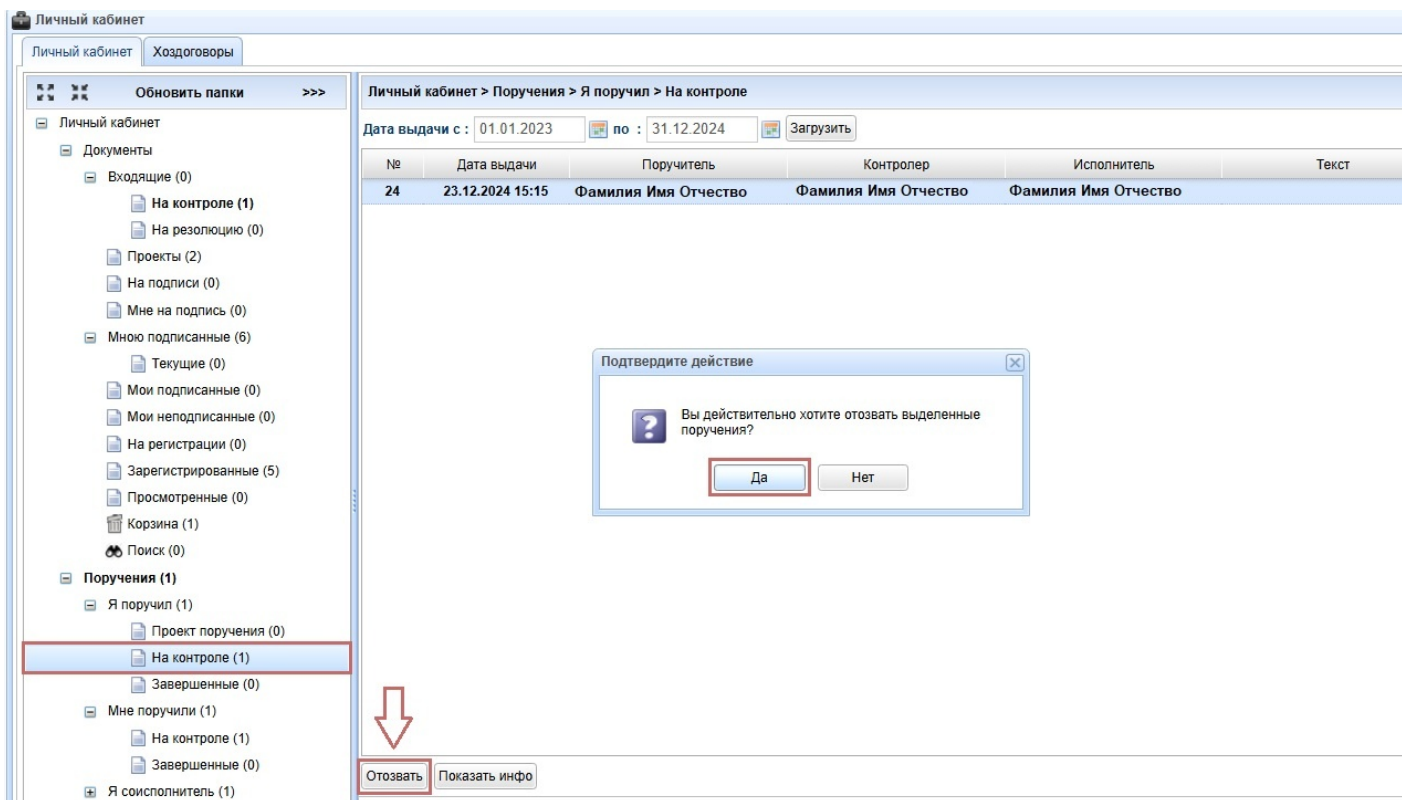 Личный кабинет
Личный кабинет
Хоздоговоры
Обновить папки >>>
Личный кабинет
Документы
Входящие (0)
На контроле (1)
На резолюцию (0)
Проекты (2)
На подписи (0)
Мне на подпись (0)
Мною подписанные (6)
Текущие (0)
Мои подписанные (0)
Мои неподписанные (0)
На регистрации (0)
Зарегистрированные (5)
Просмотренные (0)
Корзина (1)
Поиск (0)
Поручения (1)
Я поручил (1)
Проект поручения (0)
На контроле (1)
Завершенные (0)
Мне поручили (1)
На контроле (1)
Завершенные (0)
Я соисполнитель (1)
Личный кабинет > Поручения > Я поручил > На контроле
Дата выдачи с : 01.01.2023 по : 31.12.2024 Загрузить
№ Дата выдачи Поручитель Контролер Исполнитель Текст
24 23.12.2024 15:15 Фамилия Имя Отчество Фамилия Имя Отчество Фамилия Имя Отчество
Подтвердите действие
Вы действительно хотите отозвать выделенные
поручения?
Да Нет
Отозвать Показать инфо